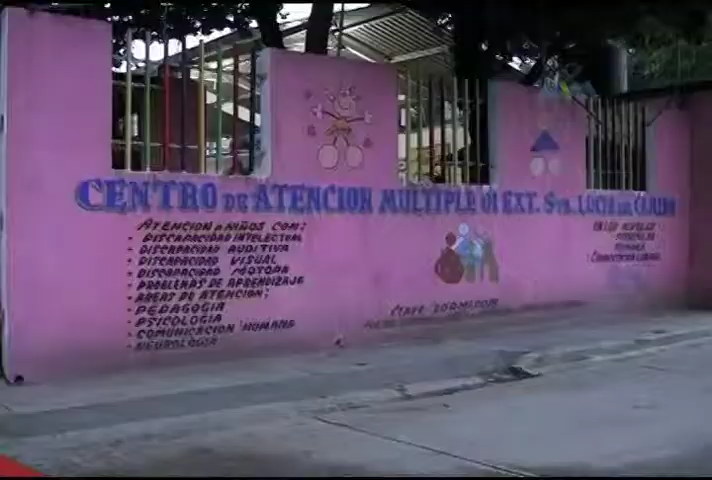 CENTRO DE ATENCION MULTIPLE 01 EXT. STA. LUCIA DEL CAMINO
ATENCION A NIÑOS CON:
- DISCAPACIDAD INTELECTUAL
- DISCAPACIDAD AUDITIVA
- DISCAPACIDAD VISUAL
- DISCAPACIDAD MOTORA
- PROBLEMAS DE APRENDIZAJE
- AREAS DE ATENCION:
- PEDAGOGIA
- PSICOLOGIA
- COMUNICACION HUMANA
- NEUROLOGIA
CLAVE